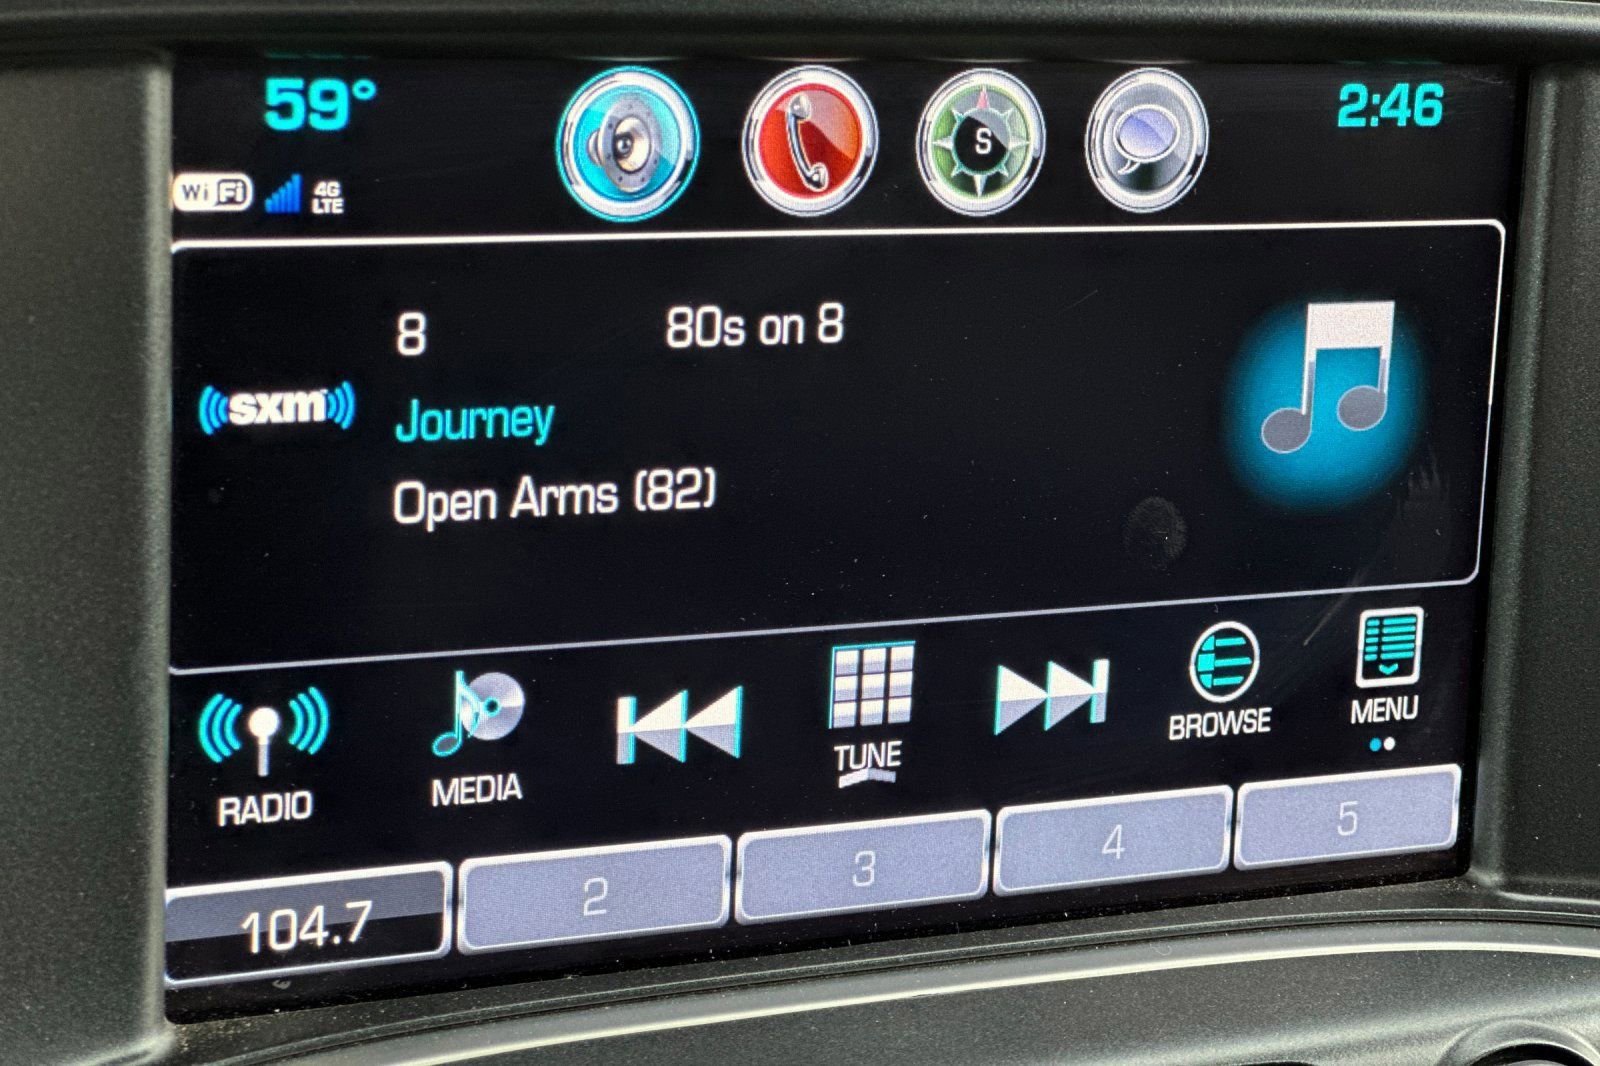 59°
2:46
S
WiFi
4G
LTE
8
80s on 8
sxm
Journey
Open Arms (82)
RADIO
MEDIA
TUNE
BROWSE
MENU
104.7
2
3
4
5